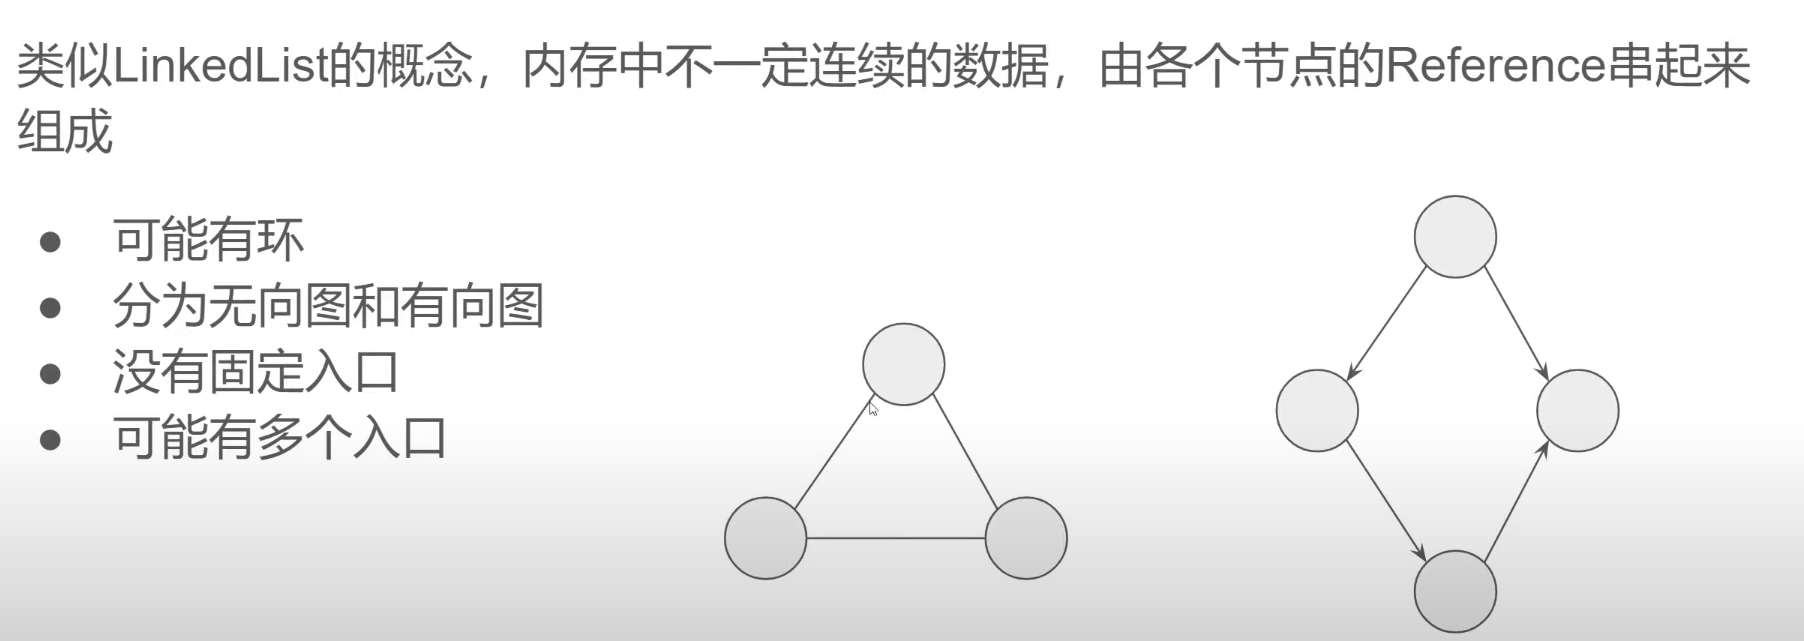 类似LinkedList的概念，内存中不一定连续的数据，由各个节点的Reference串起来
组成
● 可能有环
● 分为无向图和有向图
● 没有固定入口
● 可能有多个入口